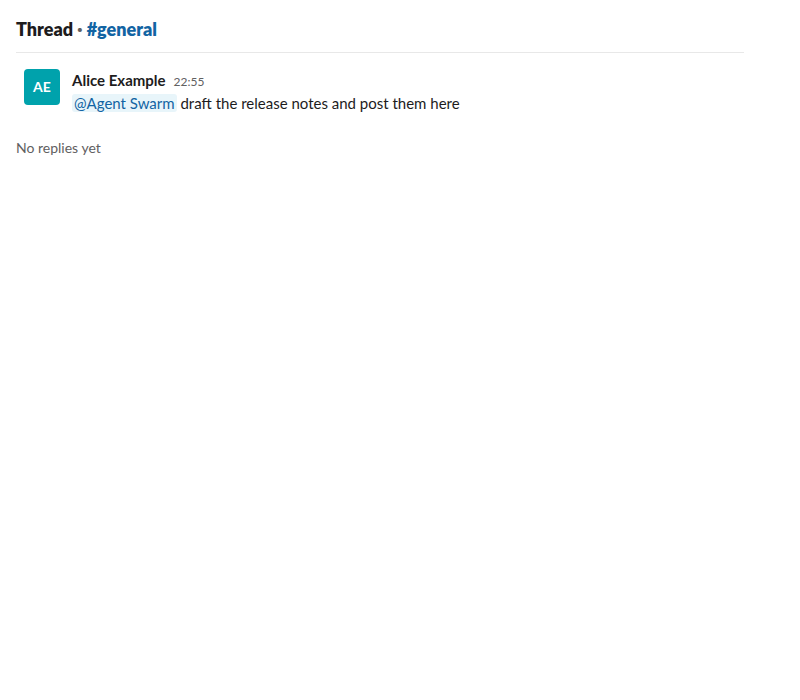 Thread • #general
AE
Alice Example 22:55
@Agent Swarm draft the release notes and post them here
No replies yet